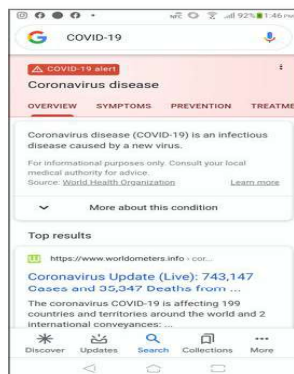 NFC 92% 1:46 PM
COVID-19
COVID-19 alert
Coronavirus disease
OVERVIEW SYMPTOMS PREVENTION TREATME
Coronavirus disease (COVID-19) is an infectious
disease caused by a new virus.
For informational purposes only. Consult your local
medical authority for advice.
Source: World Health Organization Learn more
More about this condition
Top results
https://www.worldometers.info › cor...
Coronavirus Update (Live): 743,147
Cases and 35,347 Deaths from ...
The coronavirus COVID-19 is affecting 199
countries and territories around the world and 2
international conveyances: ...
Discover Updates Search Collections More